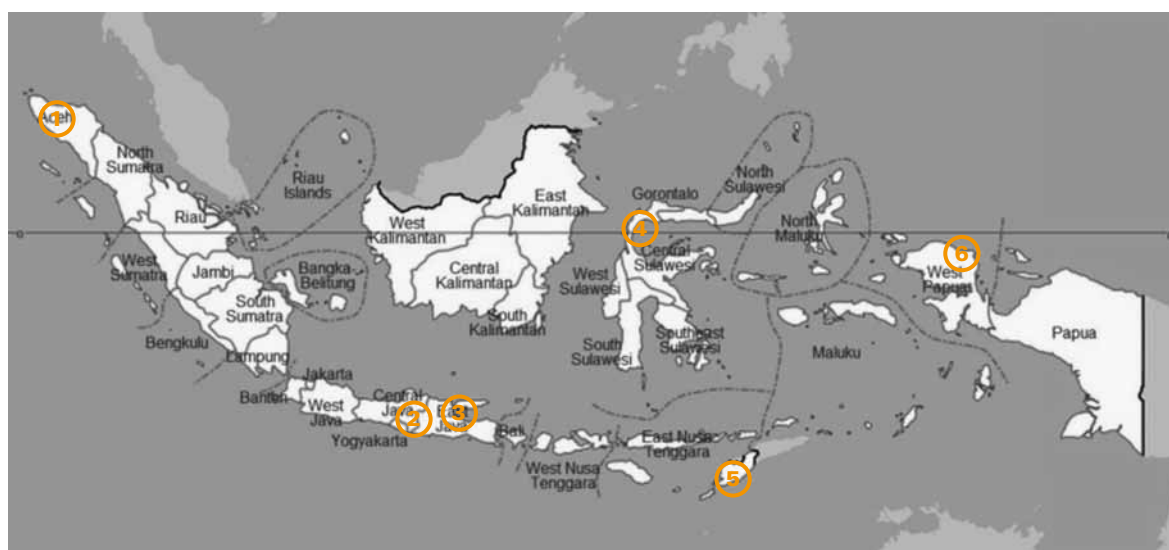 1
Aceh
North
Sumatra
Riau
Islands
Riau
West
Sumatra
Jambi
Bangka-
Belitung
South
Sumatra
Bengkulu
Lampung
0
West
Kalimantan
East
Kalimantan
Central
Kalimantan
South
Kalimantan
Gorontalo
North
Sulawesi
4
Central
Sulawesi
West
Sulawesi
South
Sulawesi
Southeast
Sulawesi
North
Maluku
6
West
Papua
Papua
Maluku
Jakarta
Banten
West
Java
Central
Java
2
Yogyakarta
3
East
Java
Bali
West Nusa
Tenggara
East Nusa
Tenggara
5